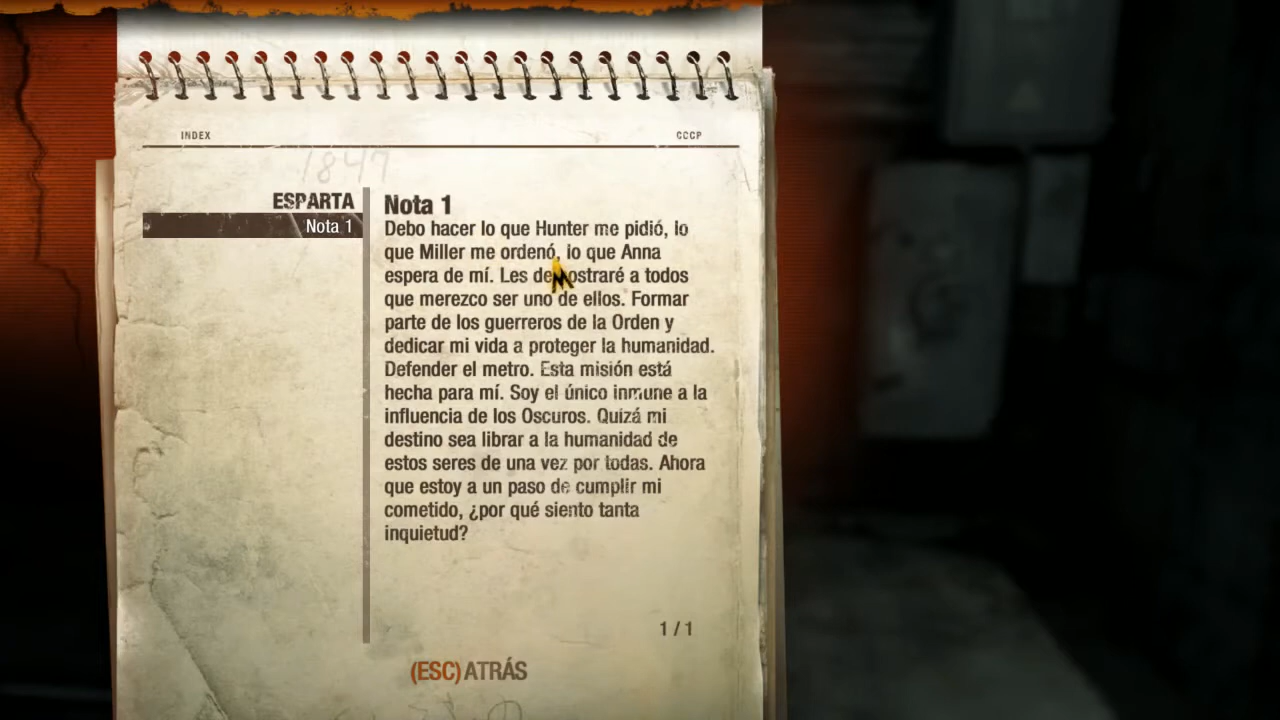 INDEX
CCCP
1847
ESPARTA
Nota 1
Nota 1
Debo hacer lo que Hunter me pidió, lo
que Miller me ordenó, lo que Anna
espera de mí. Les demostraré a todos
que merezco ser uno de ellos. Formar
parte de los guerreros de la Orden y
dedicar mi vida a proteger la humanidad.
Defender el metro. Esta misión está
hecha para mí. Soy el único inmune a la
influencia de los Oscuros. Quizá mi
destino sea librar a la humanidad de
estos seres de una vez por todas. Ahora
que estoy a un paso de cumplir mi
cometido, ¿por qué siento tanta
inquietud?
1 / 1
(ESC) ATRÁS